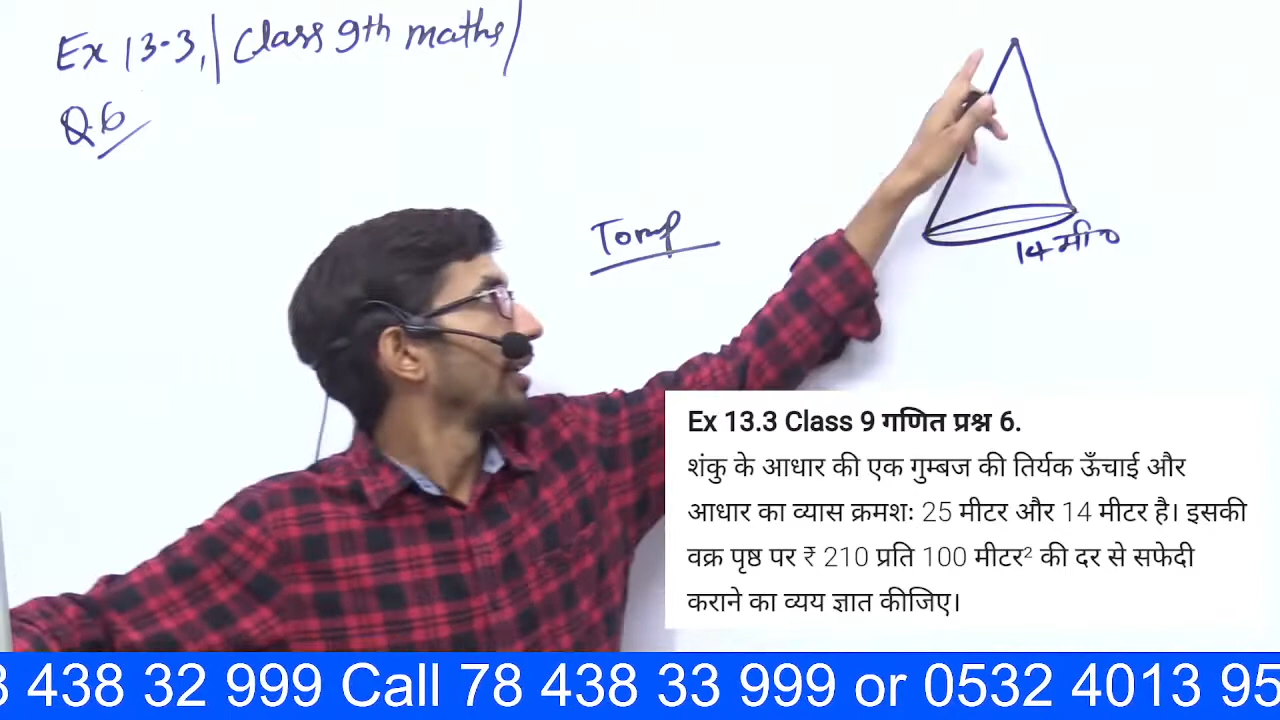 Ex 13.3, | Class 9th maths |
Q.6
14 मी०
Ex 13.3 Class 9 गणित प्रश्न 6.
शंकु के आधार की एक गुम्बज की तिर्यक ऊँचाई और
आधार का व्यास क्रमशः 25 मीटर और 14 मीटर है। इसकी
वक्र पृष्ठ पर ₹ 210 प्रति 100 मीटर² की दर से सफेदी
कराने का व्यय ज्ञात कीजिए।
438 32 999 Call 78 438 33 999 or 0532 4013 95